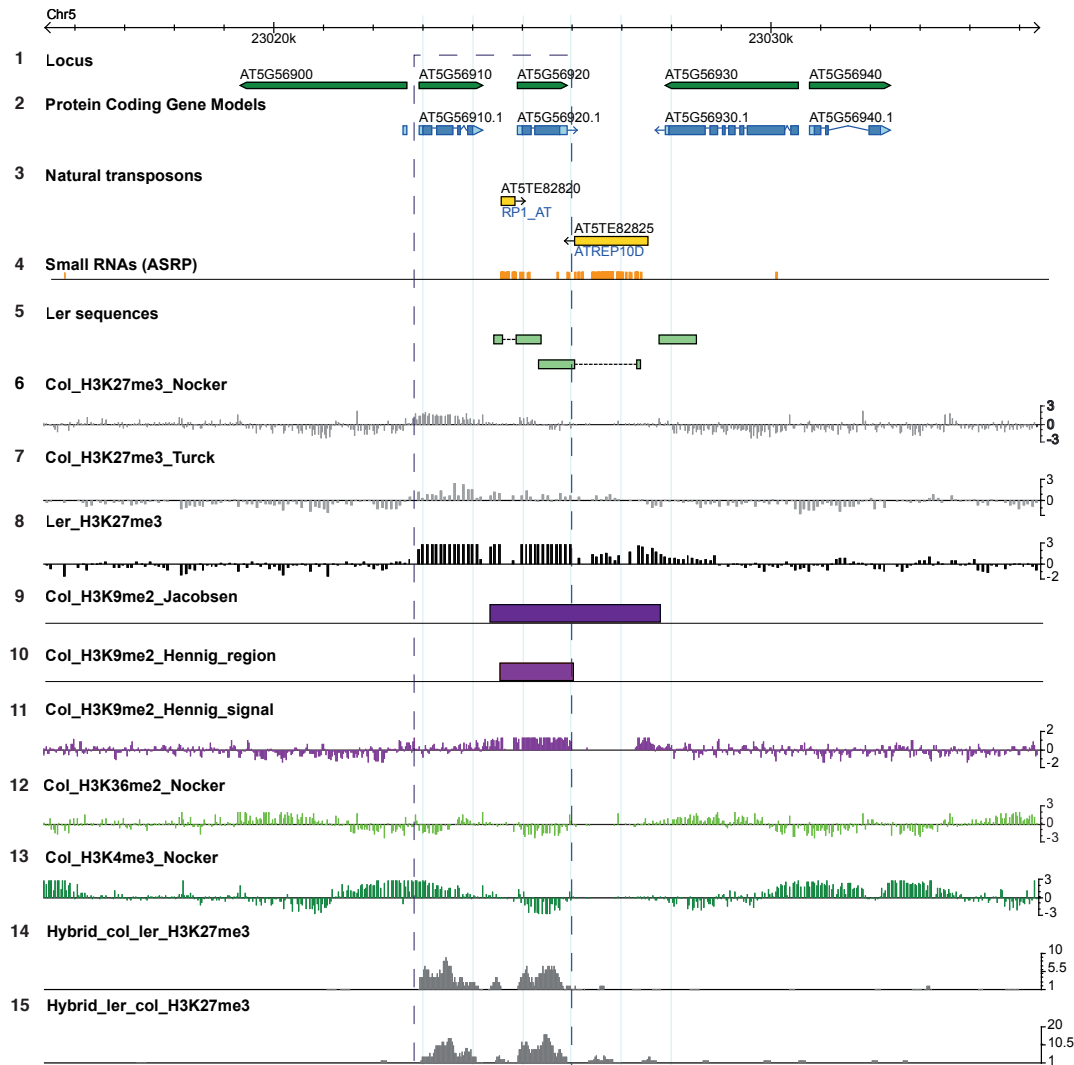 Chr5
23020k 23030k
1 Locus
AT5G56900 AT5G56910 AT5G56920 AT5G56930 AT5G56940
2 Protein Coding Gene Models
AT5G56910.1 AT5G56920.1 AT5G56930.1 AT5G56940.1
3 Natural transposons
AT5TE82820
RP1_AT
AT5TE82825
ATREP10D
4 Small RNAs (ASRP)
5 Ler sequences
6 Col_H3K27me3_Nocker
3
0
-3
7 Col_H3K27me3_Turck
3
0
8 Ler_H3K27me3
3
0
-2
9 Col_H3K9me2_Jacobsen
10 Col_H3K9me2_Hennig_region
11 Col_H3K9me2_Hennig_signal
2
0
-2
12 Col_H3K36me2_Nocker
3
0
-3
13 Col_H3K4me3_Nocker
3
0
-3
14 Hybrid_col_ler_H3K27me3
10
5.5
1
15 Hybrid_ler_col_H3K27me3
20
10.5
1